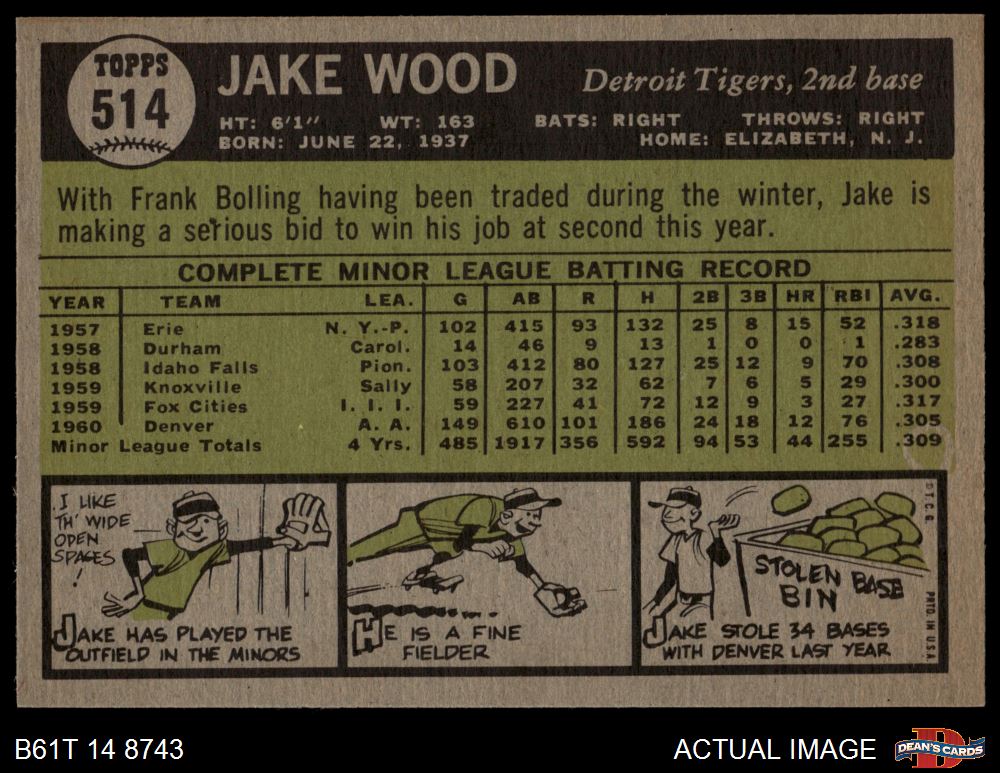 TOPPS
514
JAKE WOOD
Detroit Tigers, 2nd base
HT: 6'1" WT: 163 BATS: RIGHT THROWS: RIGHT
BORN: JUNE 22, 1937 HOME: ELIZABETH, N. J.
With Frank Bolling having been traded during the winter, Jake is
making a serious bid to win his job at second this year.
COMPLETE MINOR LEAGUE BATTING RECORD
YEAR TEAM LEA. G AB R H 2B 3B HR RBI AVG.
1957 Erie N. Y.-P. 102 415 93 132 25 8 15 52 .318
1958 Durham Carol. 14 46 9 13 1 0 0 1 .283
1958 Idaho Falls Pion. 103 412 80 127 25 12 9 70 .308
1959 Knoxville Sally 58 207 32 62 7 6 5 29 .300
1959 Fox Cities I. I. I. 59 227 41 72 12 9 3 27 .317
1960 Denver A. A. 149 610 101 186 24 18 12 76 .305
Minor League Totals 4 Yrs. 485 1917 356 592 94 53 44 255 .309
I LIKE
TH' WIDE
OPEN
SPACES
!
JAKE HAS PLAYED THE
OUTFIELD IN THE MINORS
HE IS A FINE
FIELDER
STOLEN BASE
BIN
JAKE STOLE 34 BASES
WITH DENVER LAST YEAR
© T. C. G. PRTD. IN U.S.A.
B61T 14 8743
ACTUAL IMAGE
D
DEAN'S CARDS